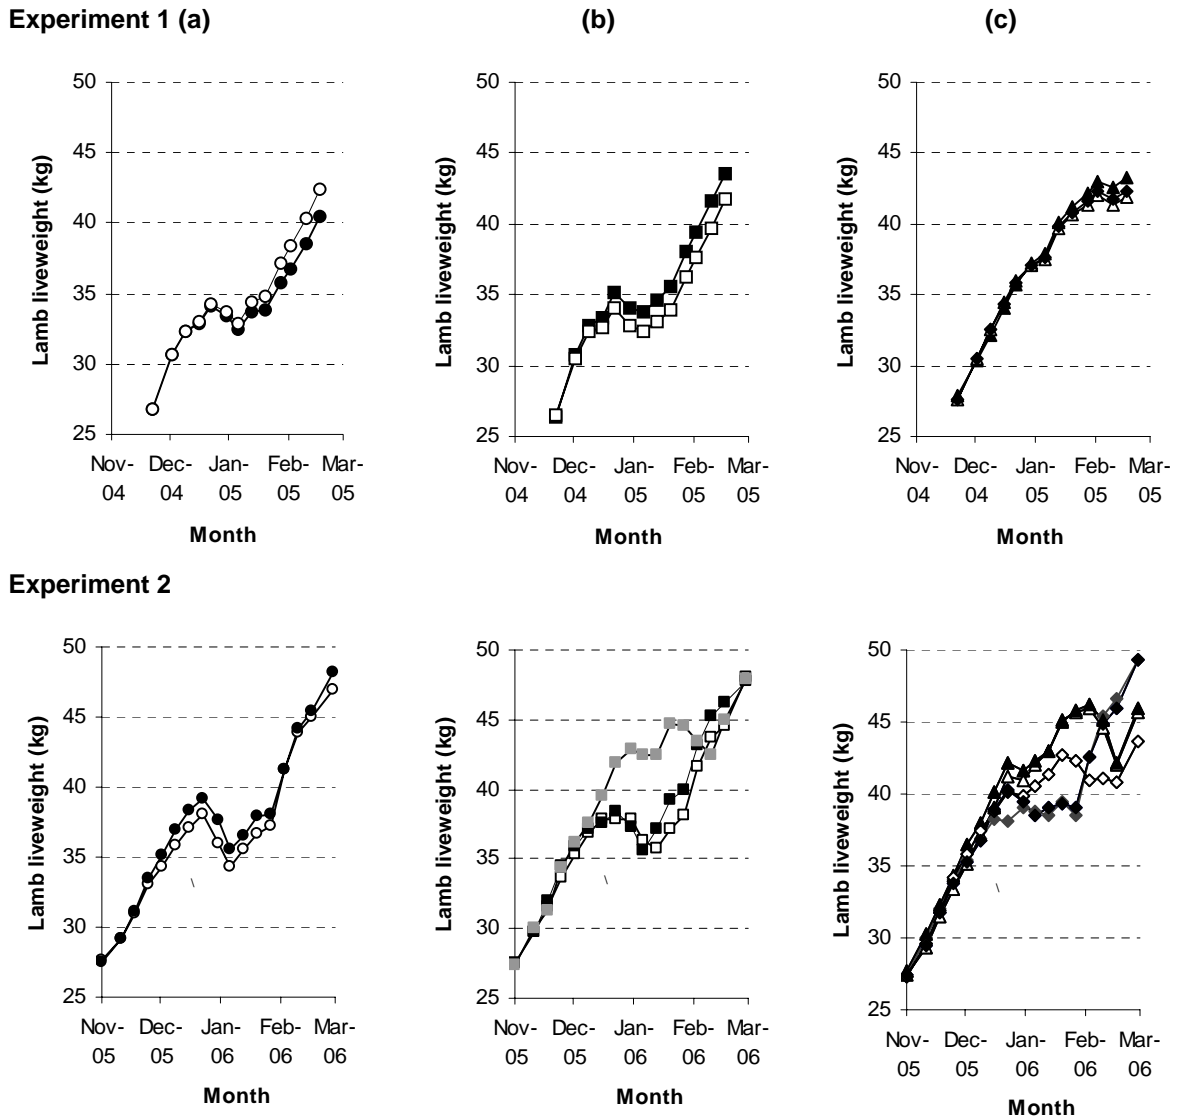 Experiment 1 (a)
(b)
(c)
Lamb liveweight (kg)
50
45
40
35
30
25
Nov- Dec- Jan- Feb- Mar-
04 04 05 05 05
Month
Lamb liveweight (kg)
50
45
40
35
30
25
Nov- Dec- Jan- Feb- Mar-
04 04 05 05 05
Month
Lamb liveweight (kg)
50
45
40
35
30
25
Nov- Dec- Jan- Feb- Mar-
04 04 05 05 05
Month
Experiment 2
Lamb liveweight (kg)
50
45
40
35
30
25
Nov- Dec- Jan- Feb- Mar-
05 05 06 06 06
Month
Lamb liveweight (kg)
50
45
40
35
30
25
Nov- Dec- Jan- Feb- Mar-
05 05 06 06 06
Month
Lamb liveweight (kg)
50
45
40
35
30
25
Nov- Dec- Jan- Feb- Mar-
05 05 06 06 06
Month